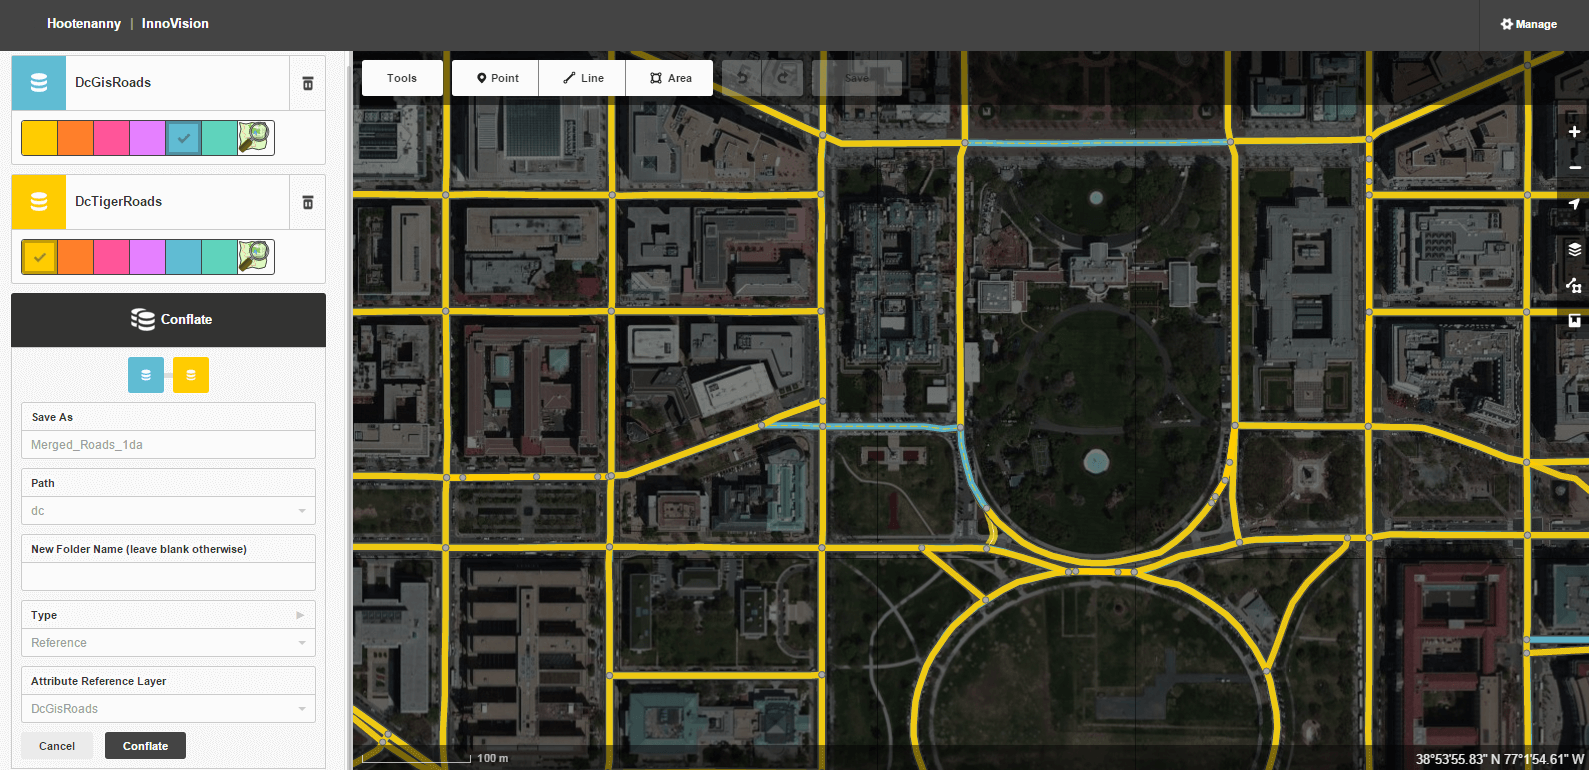 Hootenanny | InnoVision
Manage
DcGisRoads
DcTigerRoads
Conflate
Save As
Merged_Roads_1da
Path
dc
New Folder Name (leave blank otherwise)
Type
Reference
Attribute Reference Layer
DcGisRoads
Cancel
Conflate
Tools
Point
Line
Area
Save
100 m
38°53'55.83" N 77°1'54.61" W